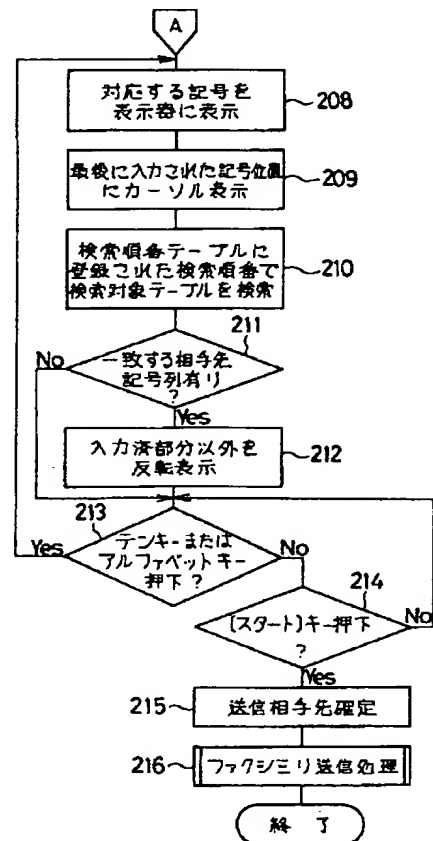 A
対応する記号を
表示器に表示
208
最後に入力された記号位置
にカーソル表示
209
検索順番テーブルに
登録された検索順番で
検索対象テーブルを検索
210
211
No
一致する相手先
記号列有り
?
Yes
入力済部分以外を
反転表示
212
213
Yes
テンキーまたは
アルファベットキー
押下?
No
214
[スタート]キー押下
?
No
Yes
215
送信相手先確定
216
ファクシミリ送信処理
終了